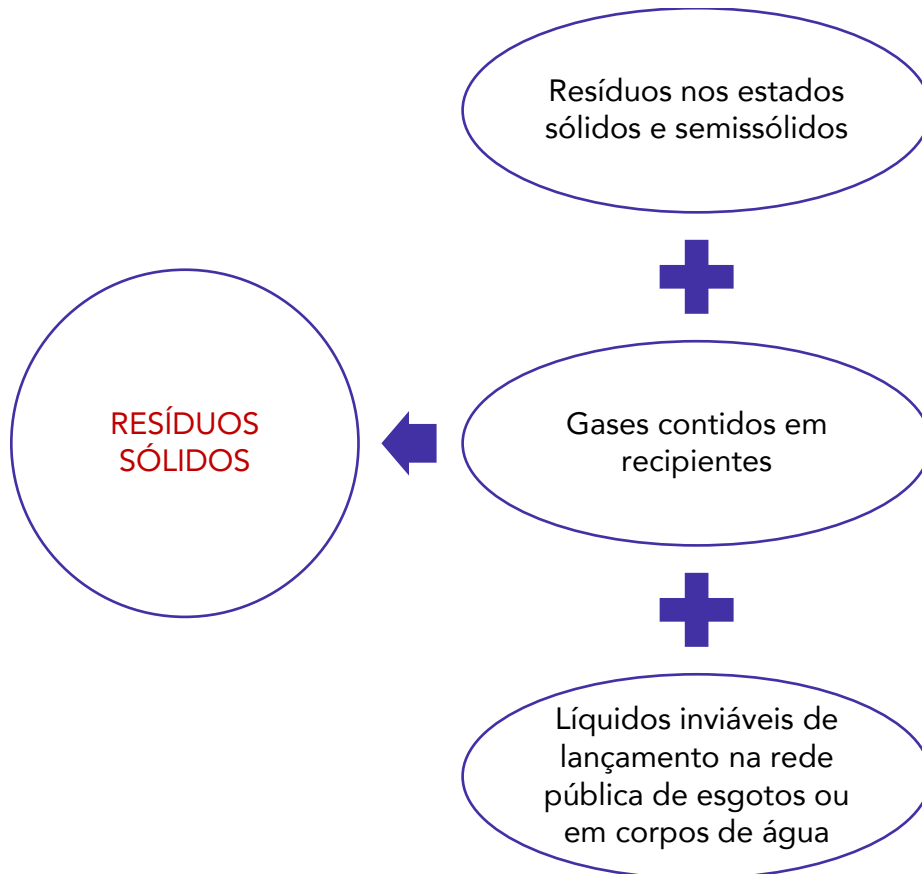 Resíduos nos estados
sólidos e semissólidos
RESÍDUOS
SÓLIDOS
Gases contidos em
recipientes
Líquidos inviáveis de
lançamento na rede
pública de esgotos ou
em corpos de água